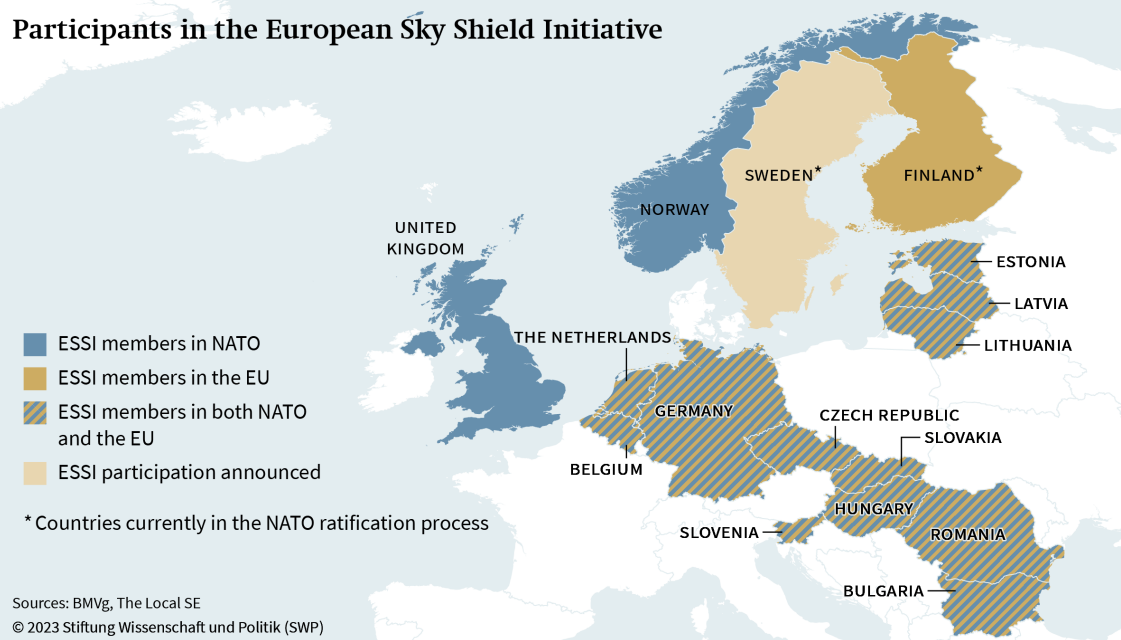 Participants in the European Sky Shield Initiative
SWEDEN*
FINLAND*
NORWAY
UNITED
KINGDOM
ESTONIA
LATVIA
LITHUANIA
THE NETHERLANDS
GERMANY
CZECH REPUBLIC
SLOVAKIA
BELGIUM
HUNGARY
SLOVENIA
ROMANIA
BULGARIA
ESSI members in NATO
ESSI members in the EU
ESSI members in both NATO
and the EU
ESSI participation announced
* Countries currently in the NATO ratification process
Sources: BMVg, The Local SE
© 2023 Stiftung Wissenschaft und Politik (SWP)